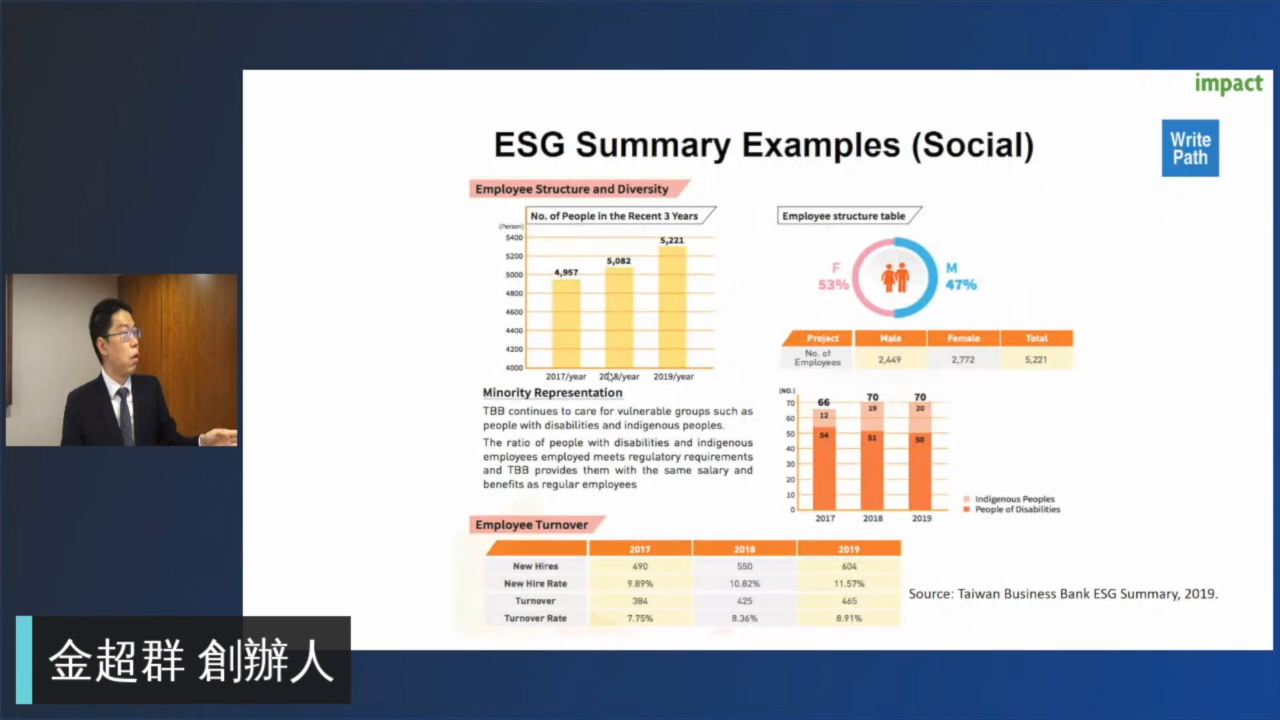 impact
ESG Summary Examples (Social)
Write
Path
Employee Structure and Diversity
No. of People in the Recent 3 Years
(Person)
5400
5200
5000
4800
4600
4400
4200
4000
4,957
5,082
5,221
2017/year
2018/year
2019/year
Employee structure table
F
53%
M
47%
Project Male Female Total
No. of
Employees
2,449 2,772 5,221
Minority Representation
TBB continues to care for vulnerable groups such as
people with disabilities and indigenous peoples.
The ratio of people with disabilities and indigenous
employees employed meets regulatory requirements
and TBB provides them with the same salary and
benefits as regular employees
(NO.)
70
60
50
40
30
20
10
0
66
12
54
70
19
51
70
20
50
2017 2018 2019
Indigenous Peoples
People of Disabilities
Employee Turnover
2017 2018 2019
New Hires 490 550 604
New Hire Rate 9.89% 10.82% 11.57%
Turnover 384 425 465
Turnover Rate 7.75% 8.36% 8.91%
Source: Taiwan Business Bank ESG Summary, 2019.
金超群 創辦人